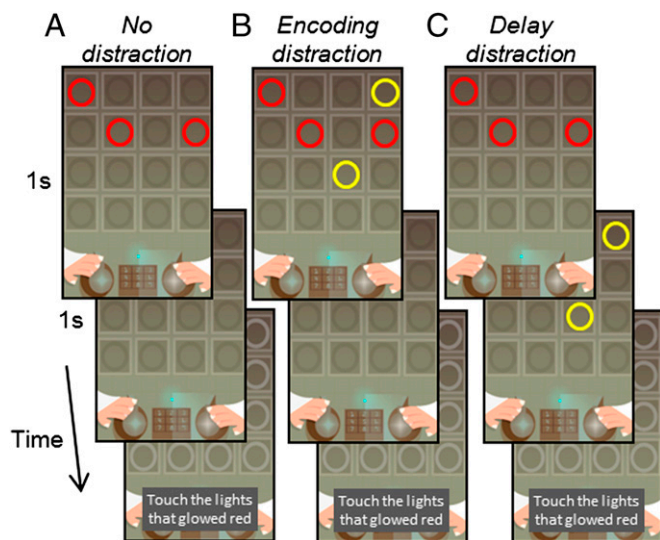 A No distraction
B Encoding distraction
C Delay distraction
1s
1s
Time
Touch the lights
that glowed red
Touch the lights
that glowed red
Touch the lights
that glowed red